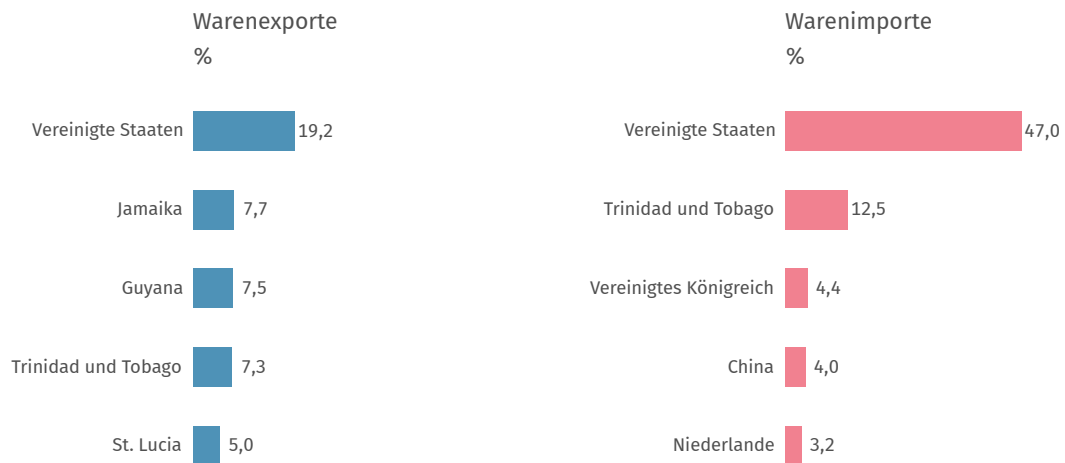 Warenexporte
%
Vereinigte Staaten 19,2
Jamaika 7,7
Guyana 7,5
Trinidad und Tobago 7,3
St. Lucia 5,0
Warenimporte
%
Vereinigte Staaten 47,0
Trinidad und Tobago 12,5
Vereinigtes Königreich 4,4
China 4,0
Niederlande 3,2